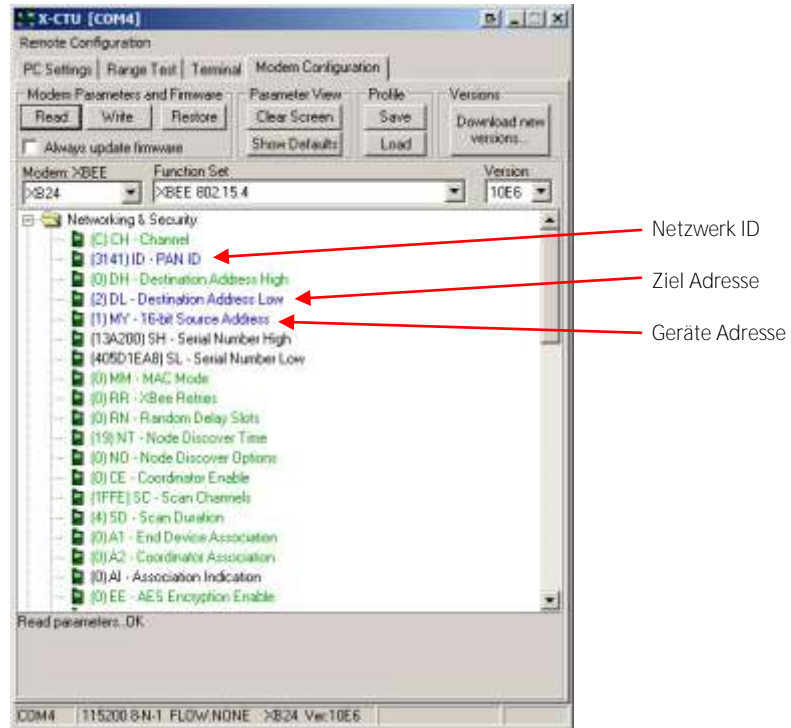 X-CTU [COM4]
Remote Configuration
PC Settings Range Test Terminal Modem Configuration
Modem Parameters and Firmware Parameter View Profile Versions
Read Write Restore Clear Screen Save Download new versions...
Always update firmware Show Defaults Load
Modem: XBEE Function Set Version
XB24 XBEE 802.15.4 10E6
Networking & Security
(C) CH - Channel
(3141) ID - PAN ID
Netzwerk ID
(0) DH - Destination Address High
(2) DL - Destination Address Low
Ziel Adresse
(1) MY - 16-bit Source Address
Geräte Adresse
(13A200) SH - Serial Number High
(405D1EA8) SL - Serial Number Low
(0) MM - MAC Mode
(0) RR - XBee Retries
(0) RN - Random Delay Slots
(19) NT - Node Discover Time
(0) NO - Node Discover Options
(0) CE - Coordinator Enable
(1FFE) SC - Scan Channels
(4) SD - Scan Duration
(0) A1 - End Device Association
(0) A2 - Coordinator Association
(0) AI - Association Indication
(0) EE - AES Encryption Enable
Read parameters..OK
COM4 115200 8-N-1 FLOW:NONE XB24 Ver:10E6